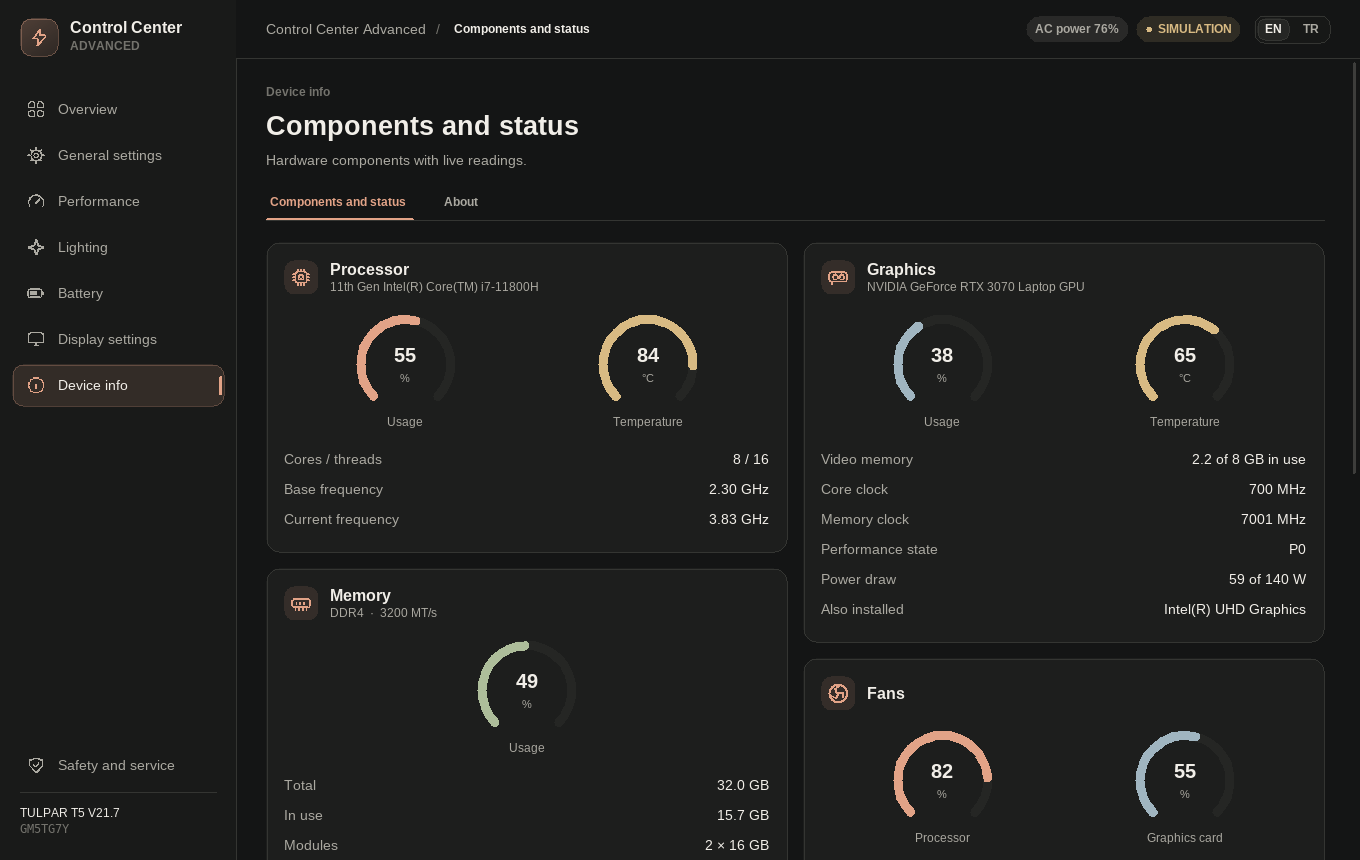 Control Center
ADVANCED
Overview
General settings
Performance
Lighting
Battery
Display settings
Device info
Safety and service
TULPAR T5 V21.7
GM5TG7Y
Control Center Advanced / Components and status
AC power 76%
SIMULATION
EN
TR
Device info
Components and status
Hardware components with live readings.
Components and status
About
Processor
11th Gen Intel(R) Core(TM) i7-11800H
55
%
Usage
84
°C
Temperature
Cores / threads 8 / 16
Base frequency 2.30 GHz
Current frequency 3.83 GHz
Memory
DDR4 · 3200 MT/s
49
%
Usage
Total 32.0 GB
In use 15.7 GB
Modules 2 × 16 GB
Graphics
NVIDIA GeForce RTX 3070 Laptop GPU
38
%
Usage
65
°C
Temperature
Video memory 2.2 of 8 GB in use
Core clock 700 MHz
Memory clock 7001 MHz
Performance state P0
Power draw 59 of 140 W
Also installed Intel(R) UHD Graphics
Fans
82
%
Processor
55
%
Graphics card